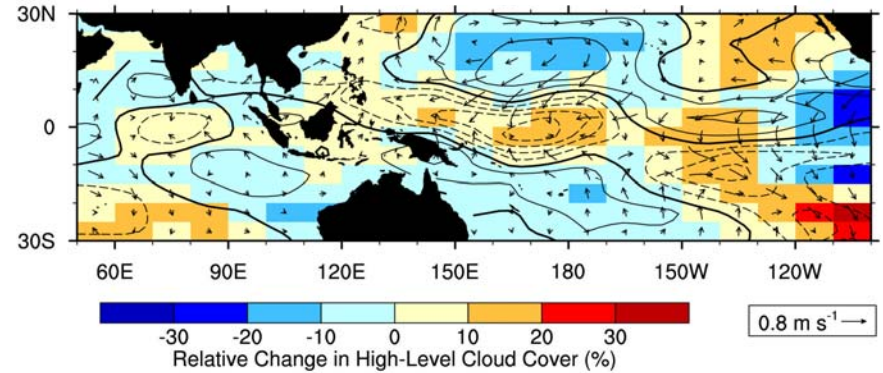 30N
0
30S
60E 90E 120E 150E 180 150W 120W
-30 -20 -10 0 10 20 30
0.8 m s⁻¹
Relative Change in High-Level Cloud Cover (%)